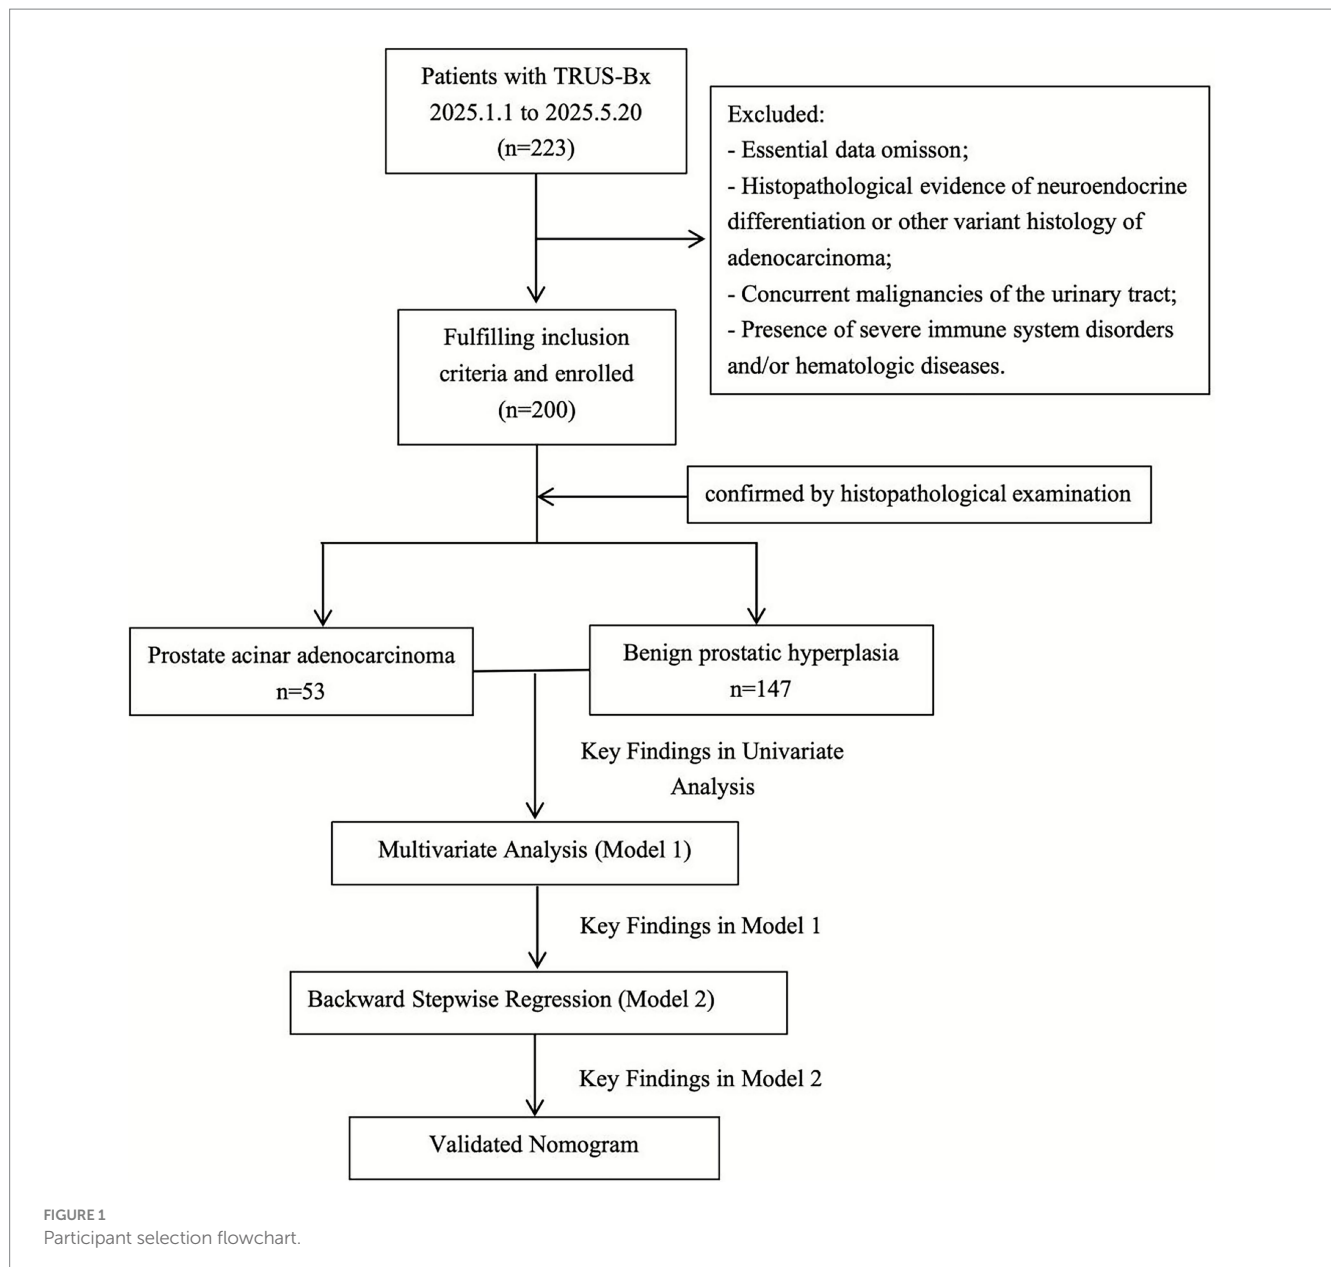 Patients with TRUS-Bx
2025.1.1 to 2025.5.20
(n=223)
Excluded:
- Essential data omisson;
- Histopathological evidence of neuroendocrine
differentiation or other variant histology of
adenocarcinoma;
- Concurrent malignancies of the urinary tract;
- Presence of severe immune system disorders
and/or hematologic diseases.
Fulfilling inclusion
criteria and enrolled
(n=200)
confirmed by histopathological examination
Prostate acinar adenocarcinoma
n=53
Benign prostatic hyperplasia
n=147
Key Findings in Univariate
Analysis
Multivariate Analysis (Model 1)
Key Findings in Model 1
Backward Stepwise Regression (Model 2)
Key Findings in Model 2
Validated Nomogram
FIGURE 1
Participant selection flowchart.